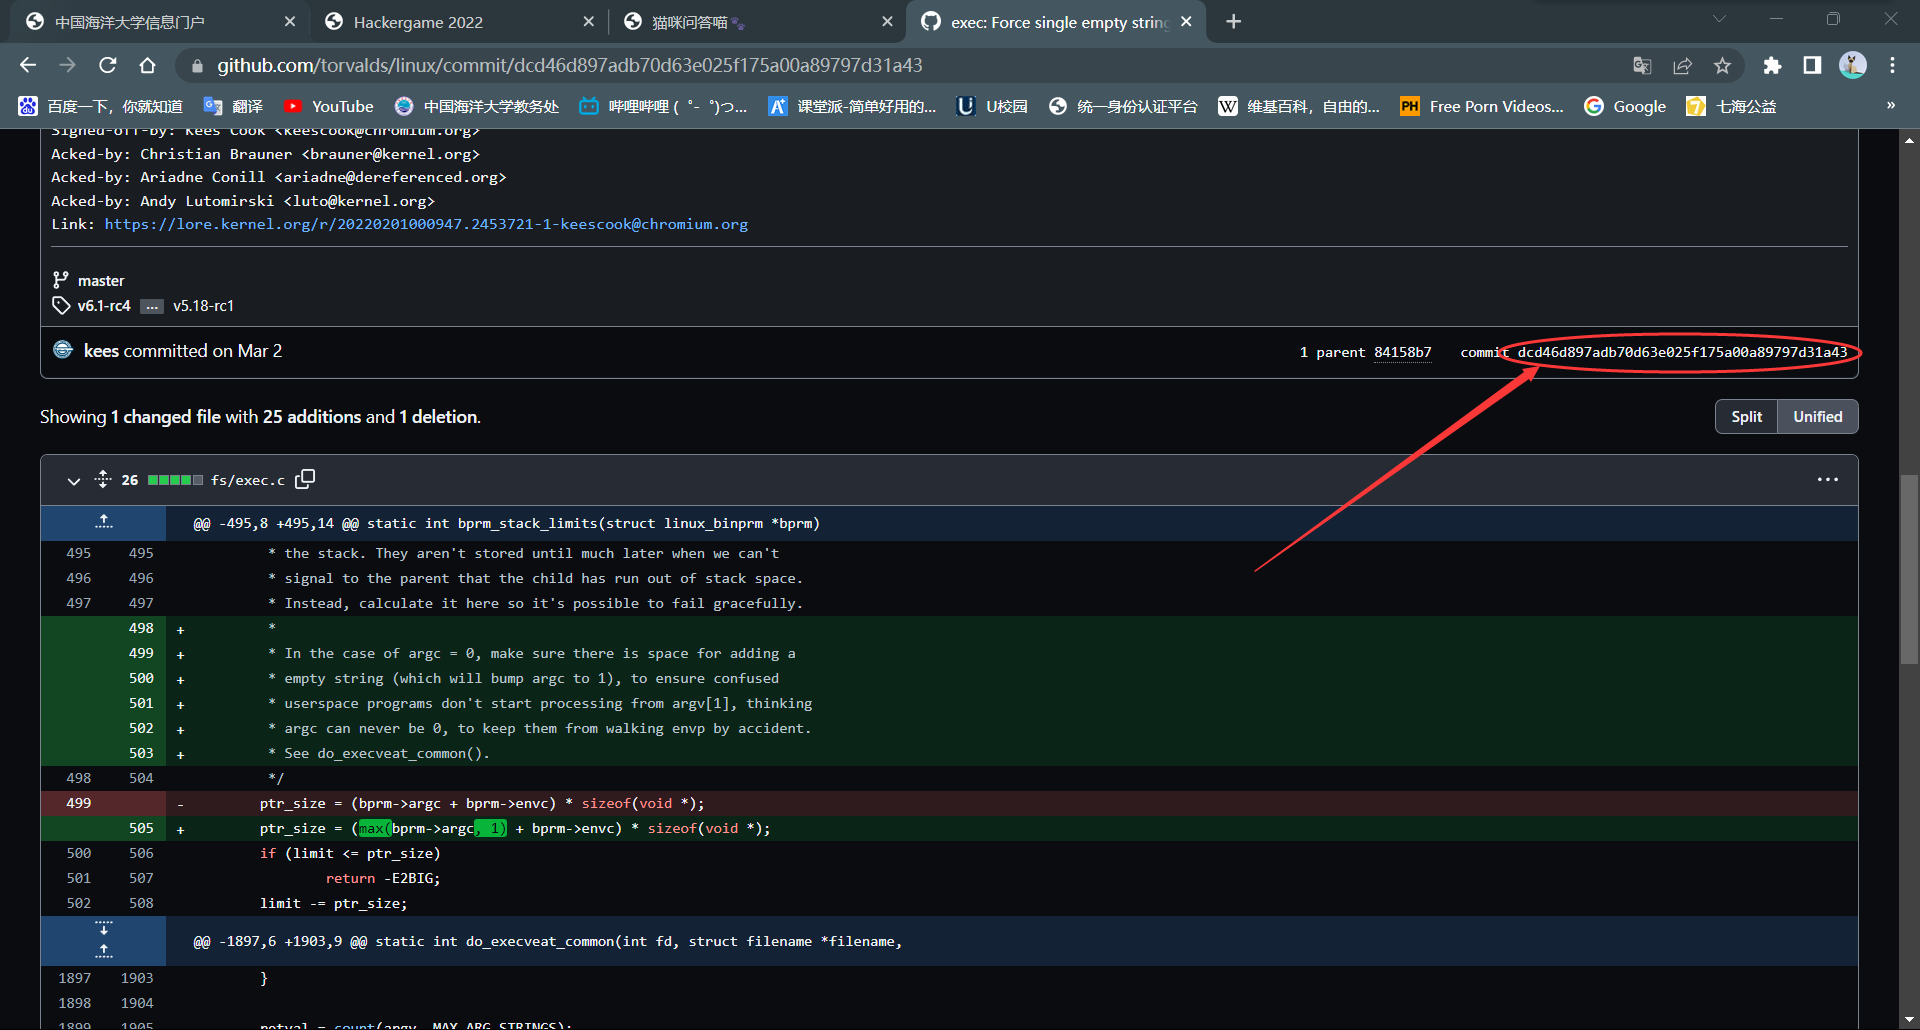 中国海洋大学信息门户
Hackergame 2022
猫咪问答喵🐾
exec: Force single empty string
github.com/torvalds/linux/commit/dcd46d897adb70d63e025f175a00a89797d31a43
百度一下，你就知道 翻译 YouTube 中国海洋大学教务处 哔哩哔哩 (゜-゜)つ... 课堂派-简单好用的... U校园 统一身份认证平台 W 维基百科，自由的... PH Free Porn Videos... Google 七海公益 »
Signed-off-by: Kees Cook <keescook@chromium.org>
Acked-by: Christian Brauner <brauner@kernel.org>
Acked-by: Ariadne Conill <ariadne@dereferenced.org>
Acked-by: Andy Lutomirski <luto@kernel.org>
Link: https://lore.kernel.org/r/20220201000947.2453721-1-keescook@chromium.org
master
v6.1-rc4 ... v5.18-rc1
kees committed on Mar 2 1 parent 84158b7 commit dcd46d897adb70d63e025f175a00a89797d31a43
Showing 1 changed file with 25 additions and 1 deletion. Split Unified
26 fs/exec.c ...
@@ -495,8 +495,14 @@ static int bprm_stack_limits(struct linux_binprm *bprm)
495 495 * the stack. They aren't stored until much later when we can't
496 496 * signal to the parent that the child has run out of stack space.
497 497 * Instead, calculate it here so it's possible to fail gracefully.
498 + *
499 + * In the case of argc = 0, make sure there is space for adding a
500 + * empty string (which will bump argc to 1), to ensure confused
501 + * userspace programs don't start processing from argv[1], thinking
502 + * argc can never be 0, to keep them from walking envp by accident.
503 + * See do_execveat_common().
498 504 */
499 - ptr_size = (bprm->argc + bprm->envc) * sizeof(void *);
505 + ptr_size = (max(bprm->argc, 1) + bprm->envc) * sizeof(void *);
500 506 if (limit <= ptr_size)
501 507 return -E2BIG;
502 508 limit -= ptr_size;
@@ -1897,6 +1903,9 @@ static int do_execveat_common(int fd, struct filename *filename,
1897 1903 }
1898 1904
1899 1905 retval = count(argv, MAX_ARG_STRINGS);